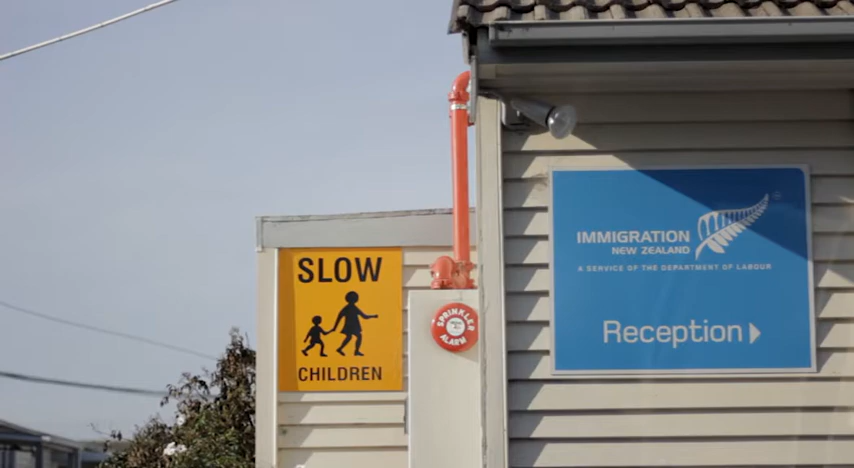 SLOW
CHILDREN
SPRINKLER
ALARM
IMMIGRATION
NEW ZEALAND
A SERVICE OF THE DEPARTMENT OF LABOUR
Reception